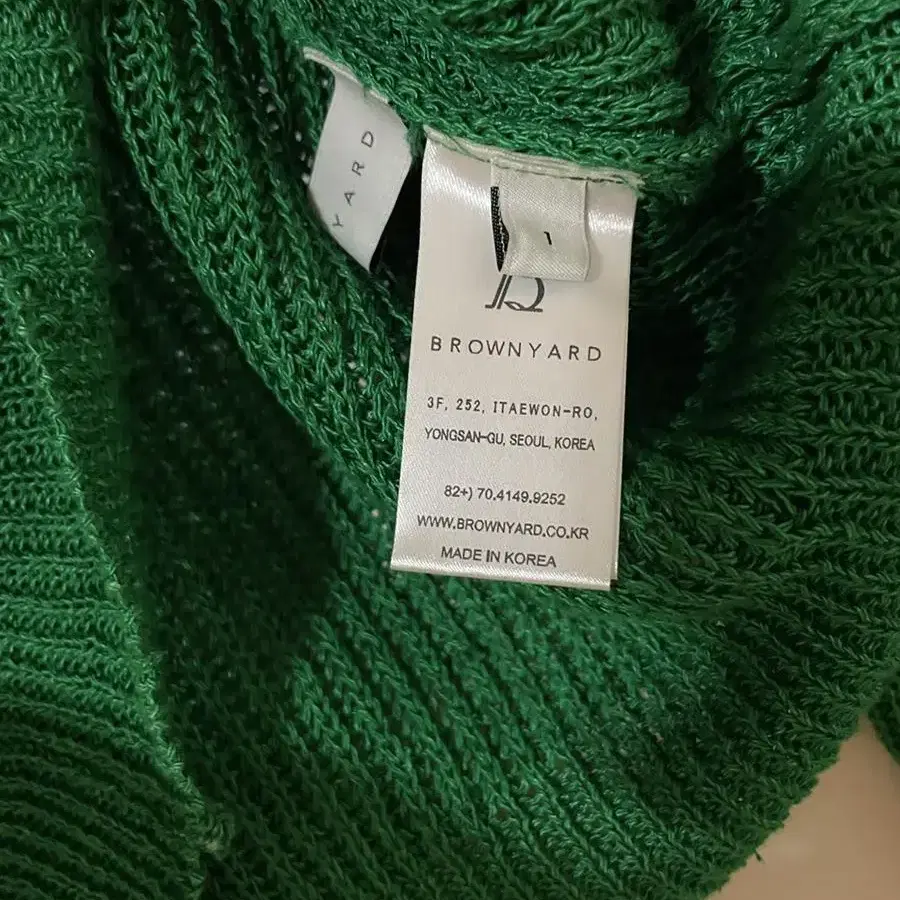 YARD
1
BROWNYARD
3F, 252, ITAEWON-RO,
YONGSAN-GU, SEOUL, KOREA
82+) 70.4149.9252
WWW.BROWNYARD.CO.KR
MADE IN KOREA